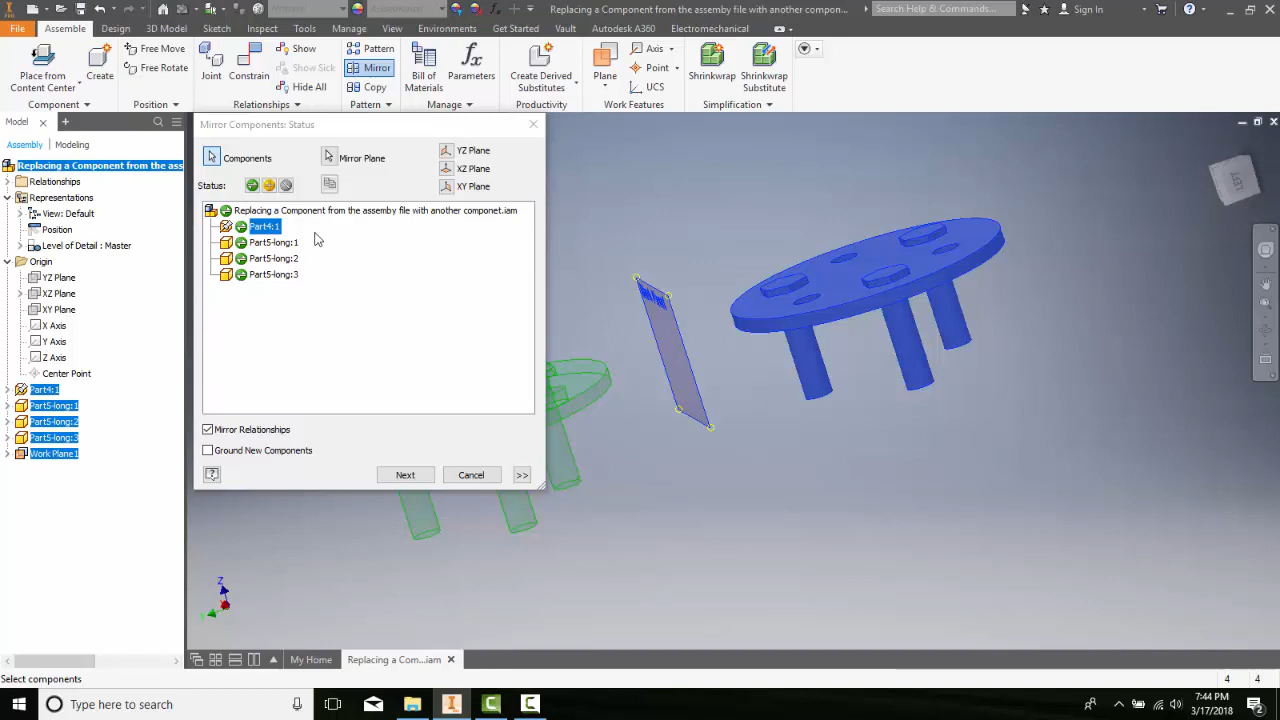 Replacing a Component from the assemby file with another compon...
Search Help & Commands...
Sign In
File
Assemble
Design
3D Model
Sketch
Inspect
Tools
Manage
View
Environments
Get Started
Vault
Autodesk A360
Electromechanical
Place from
Content Center
Create
Free Move
Free Rotate
Joint
Constrain
Show
Show Sick
Hide All
Pattern
Mirror
Copy
Bill of
Materials
Parameters
Create Derived
Substitutes
Plane
Axis
Point
UCS
Shrinkwrap
Shrinkwrap
Substitute
Component
Position
Relationships
Pattern
Manage
Productivity
Work Features
Simplification
Model
Assembly
Modeling
Replacing a Component from the ass
Relationships
Representations
View: Default
Position
Level of Detail : Master
Origin
YZ Plane
XZ Plane
XY Plane
X Axis
Y Axis
Z Axis
Center Point
Part4:1
Part5-long:1
Part5-long:2
Part5-long:3
Work Plane1
Mirror Components: Status
Components
Mirror Plane
YZ Plane
XZ Plane
XY Plane
Status:
Replacing a Component from the assemby file with another componet.iam
Part4:1
Part5-long:1
Part5-long:2
Part5-long:3
Mirror Relationships
Ground New Components
Next
Cancel
>>
LEFT
Z
My Home
Replacing a Com...iam
Select components
4
4
Type here to search
7:44 PM
3/17/2018
2